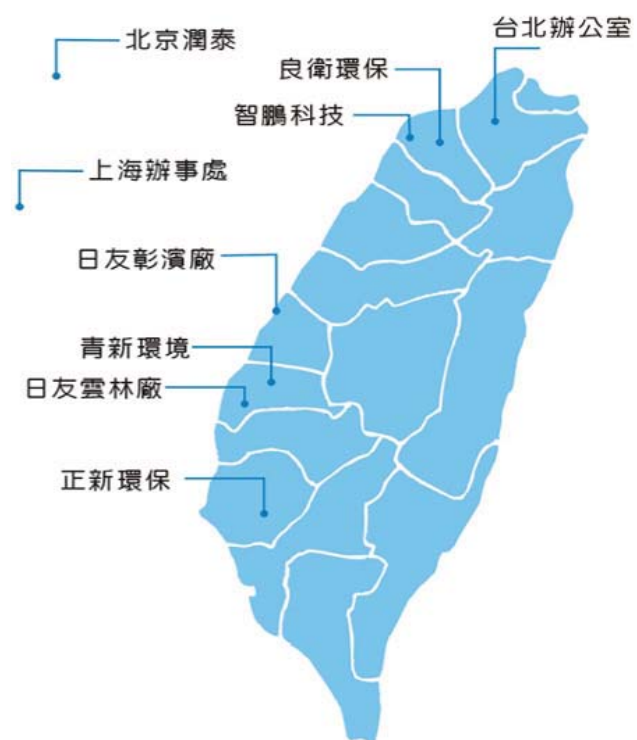 台北辦公室
北京潤泰
良衛環保
智鵬科技
上海辦事處
日友彰濱廠
青新環境
日友雲林廠
正新環保